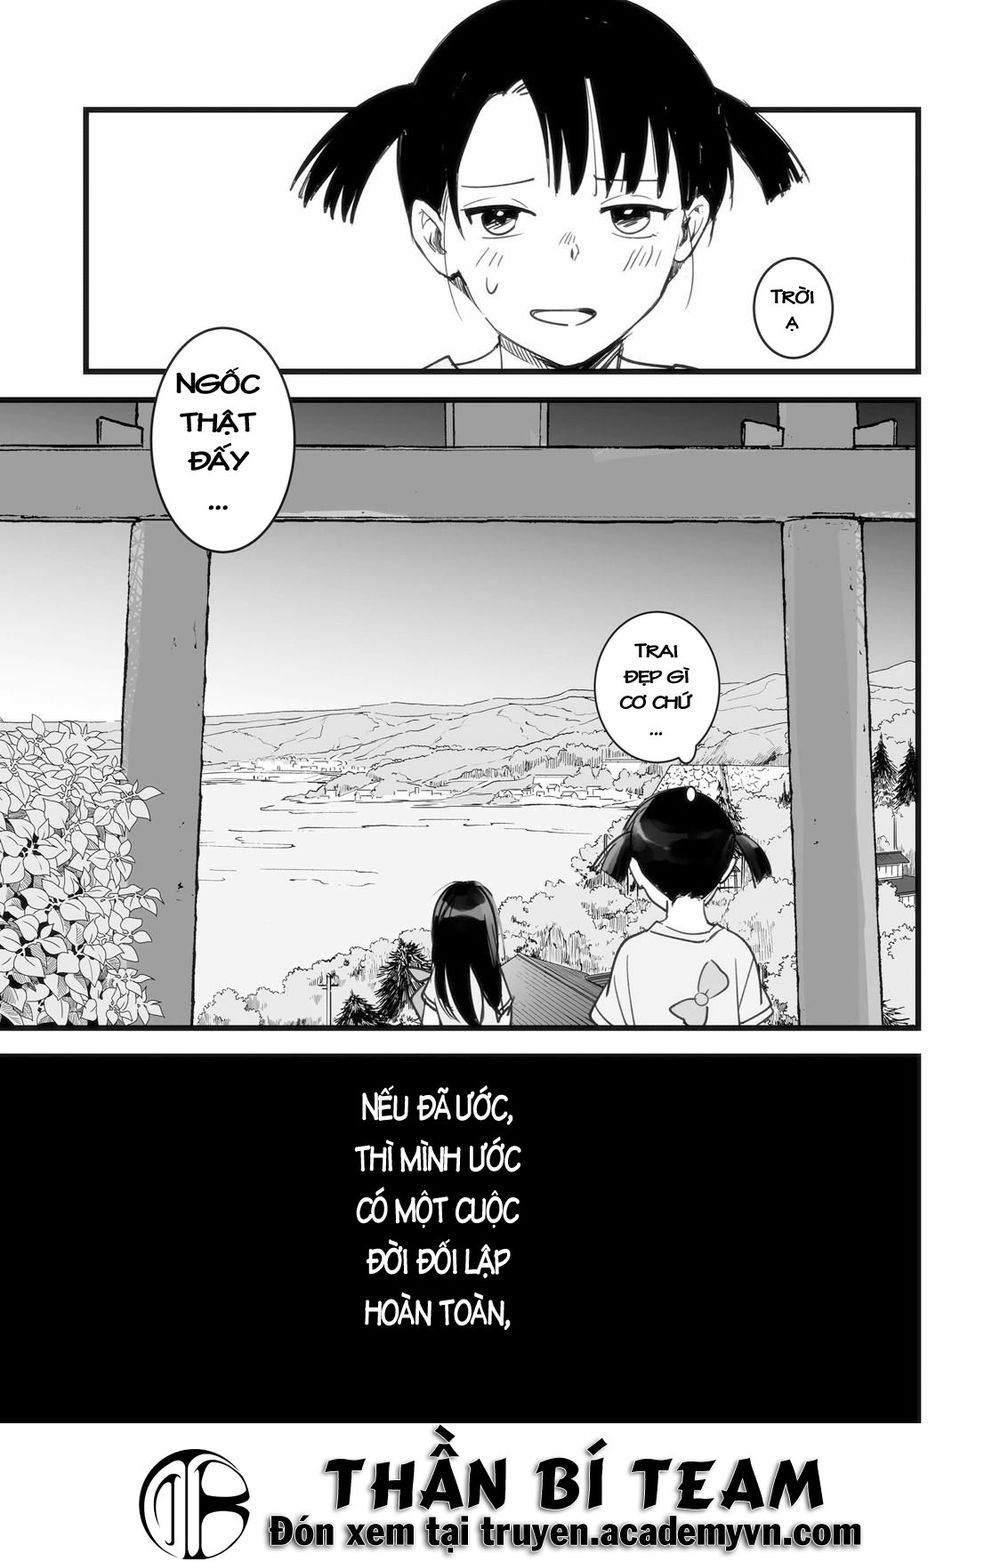 TRỜI
Ạ
NGỐC
THẬT
ĐẤY
...
TRAI
ĐẸP GÌ
CƠ CHỨ
...
NẾU ĐÃ ƯỚC,
THÌ MÌNH ƯỚC
CÓ MỘT CUỘC
ĐỜI ĐỐI LẬP
HOÀN TOÀN,
THẦN BÍ TEAM
Đón xem tại truyen.academyvn.com